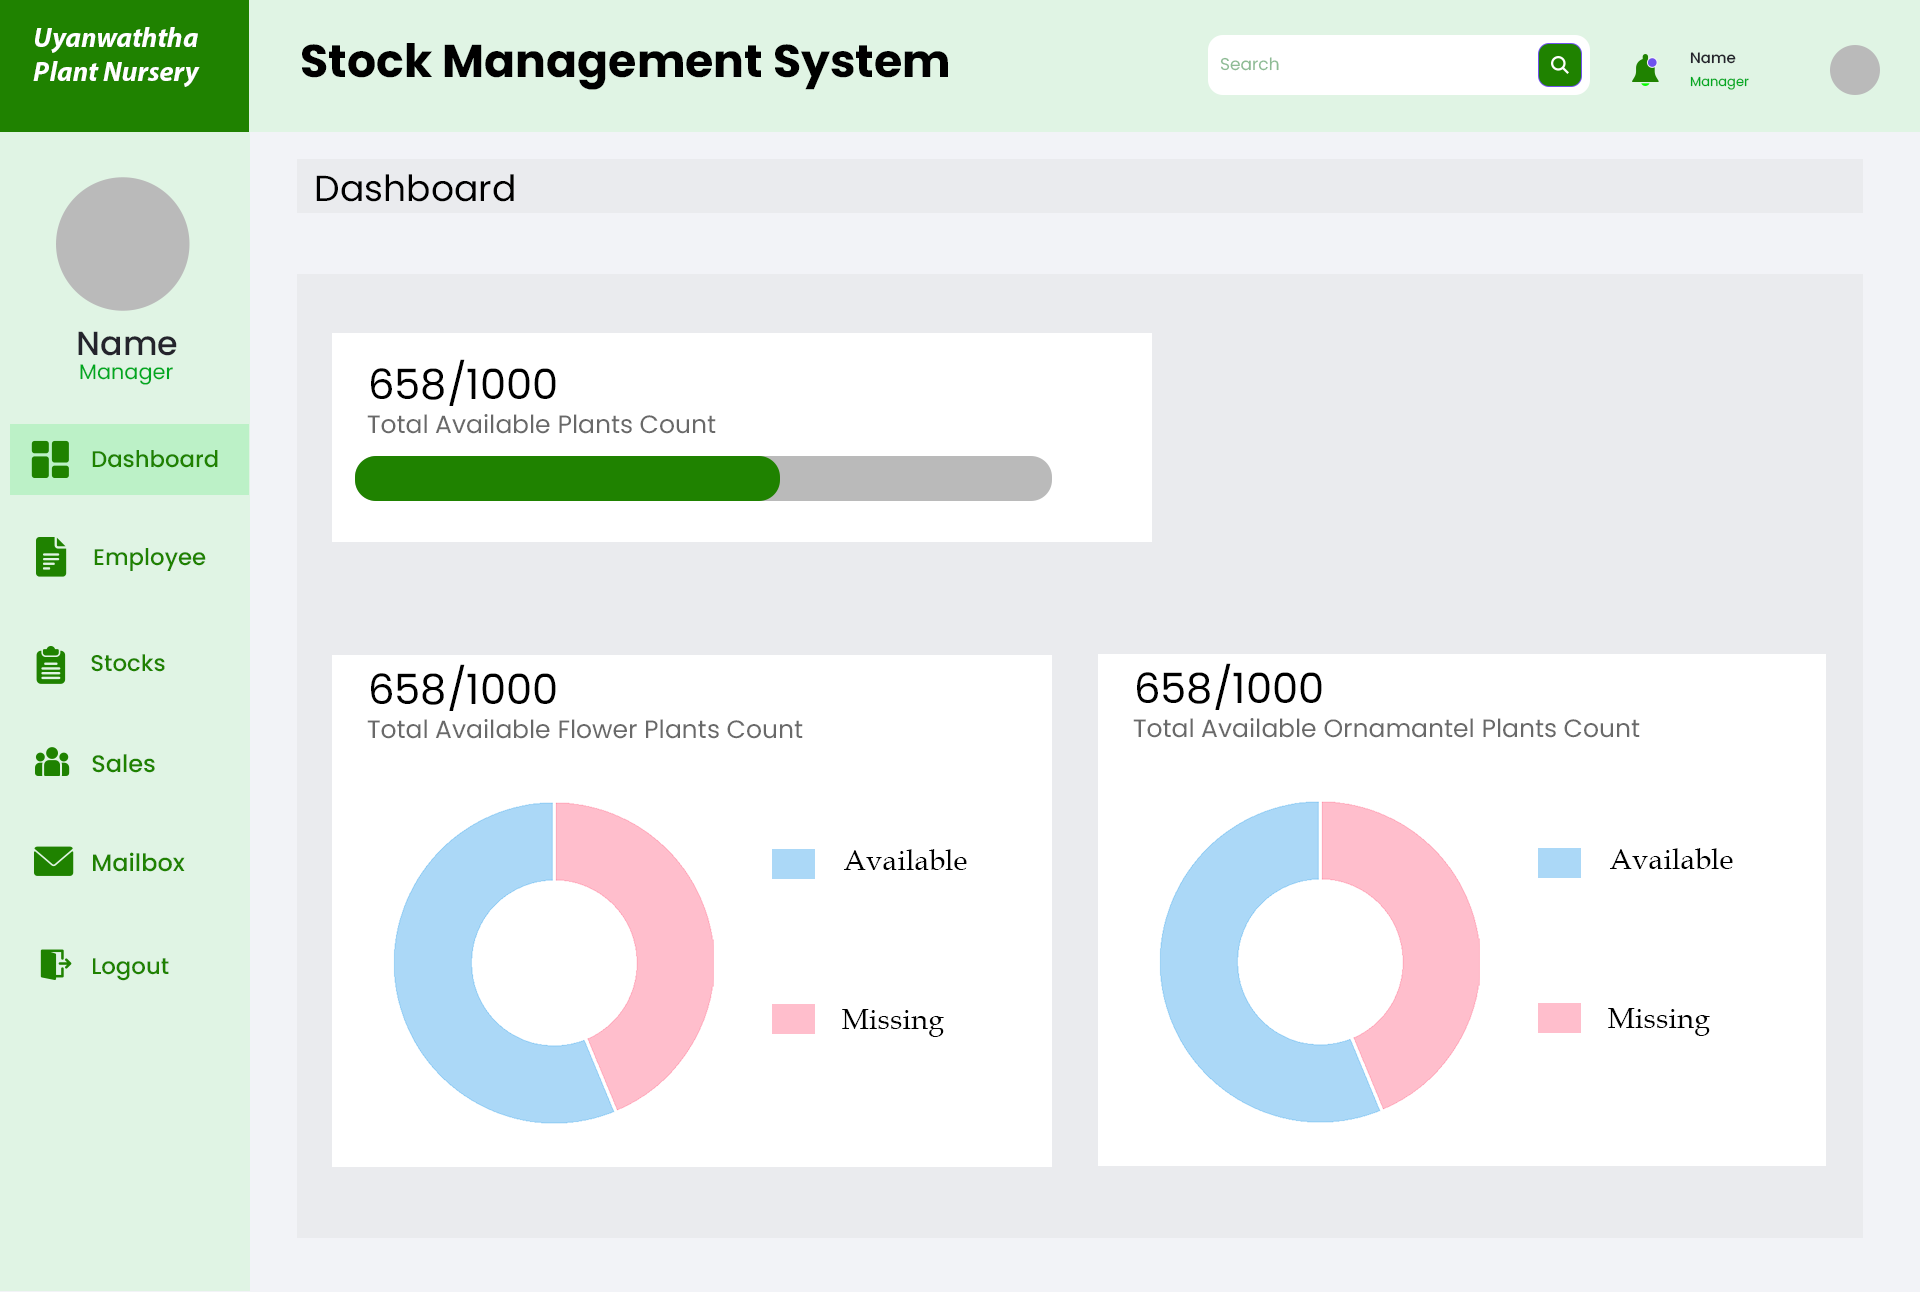 Uyanwaththa
Plant Nursery
Stock Management System
Search
Name
Manager
Name
Manager
Dashboard
Employee
Stocks
Sales
Mailbox
Logout
Dashboard
658/1000
Total Available Plants Count
658/1000
Total Available Flower Plants Count
Available
Missing
658/1000
Total Available Ornamantel Plants Count
Available
Missing